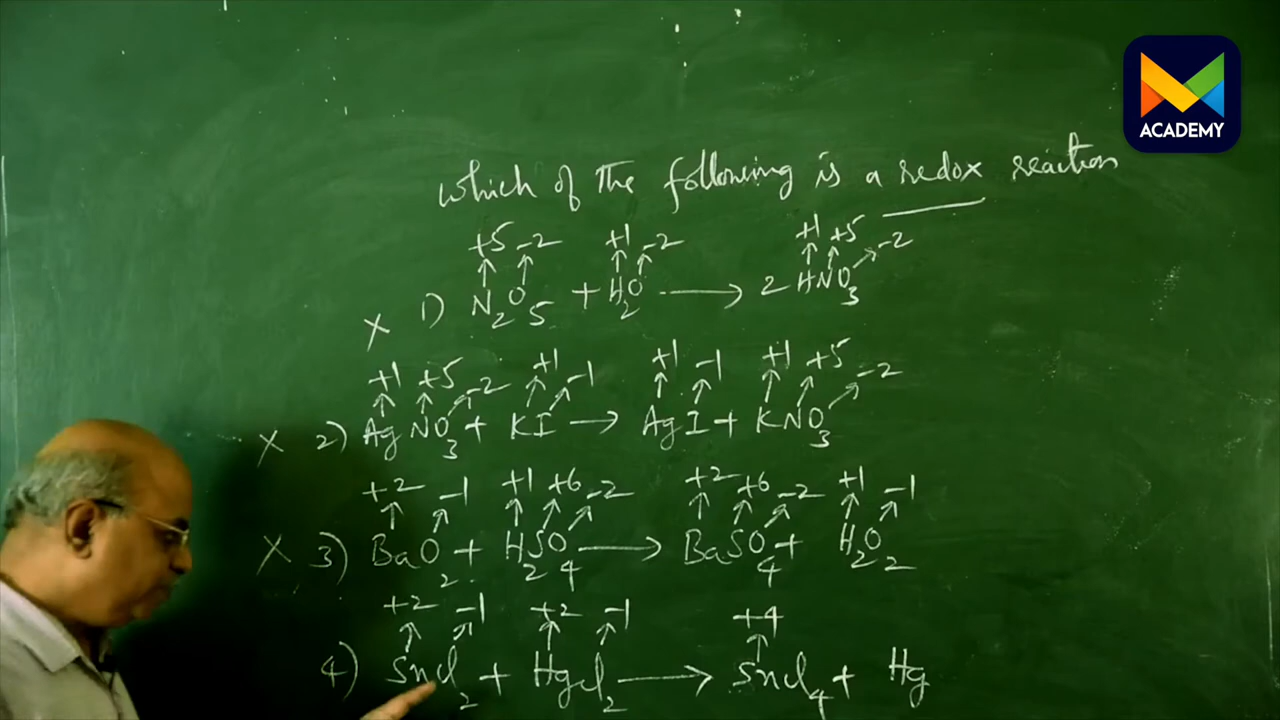 ACADEMY
which of the following is a redox reaction
+5 -2 +1 -2 +1 +5 -2
X 1) N2O5 + H2O → 2 HNO3
+1 +5 -2 +1 -1 +1 -1 +1 +5 -2
X 2) AgNO3 + KI → AgI + KNO3
+2 -1 +1 +6 -2 +2 +6 -2 +1 -1
X 3) BaO2 + H2SO4 → BaSO4 + H2O2
+2 -1 +2 -1 +4
4) SnCl2 + HgCl2 → SnCl4 + Hg